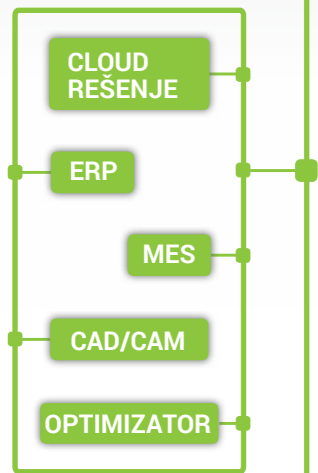 CLOUD
REŠENJE
ERP
MES
CAD/CAM
OPTIMIZATOR